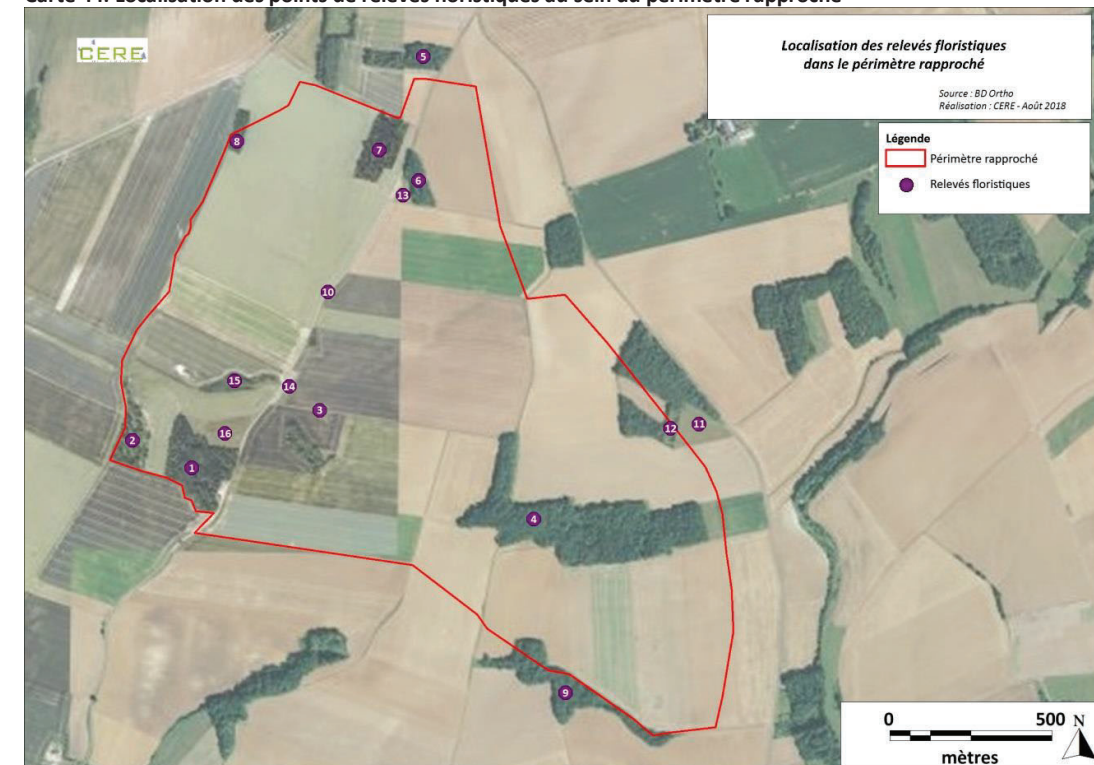 CERE
Localisation des relevés floristiques
dans le périmètre rapproché
Source : BD Ortho
Réalisation : CERE - Août 2018
Légende
Périmètre rapproché
Relevés floristiques
5
8
7
6
13
10
15
14
3
2
16
1
12
11
4
9
0
500
N
mètres